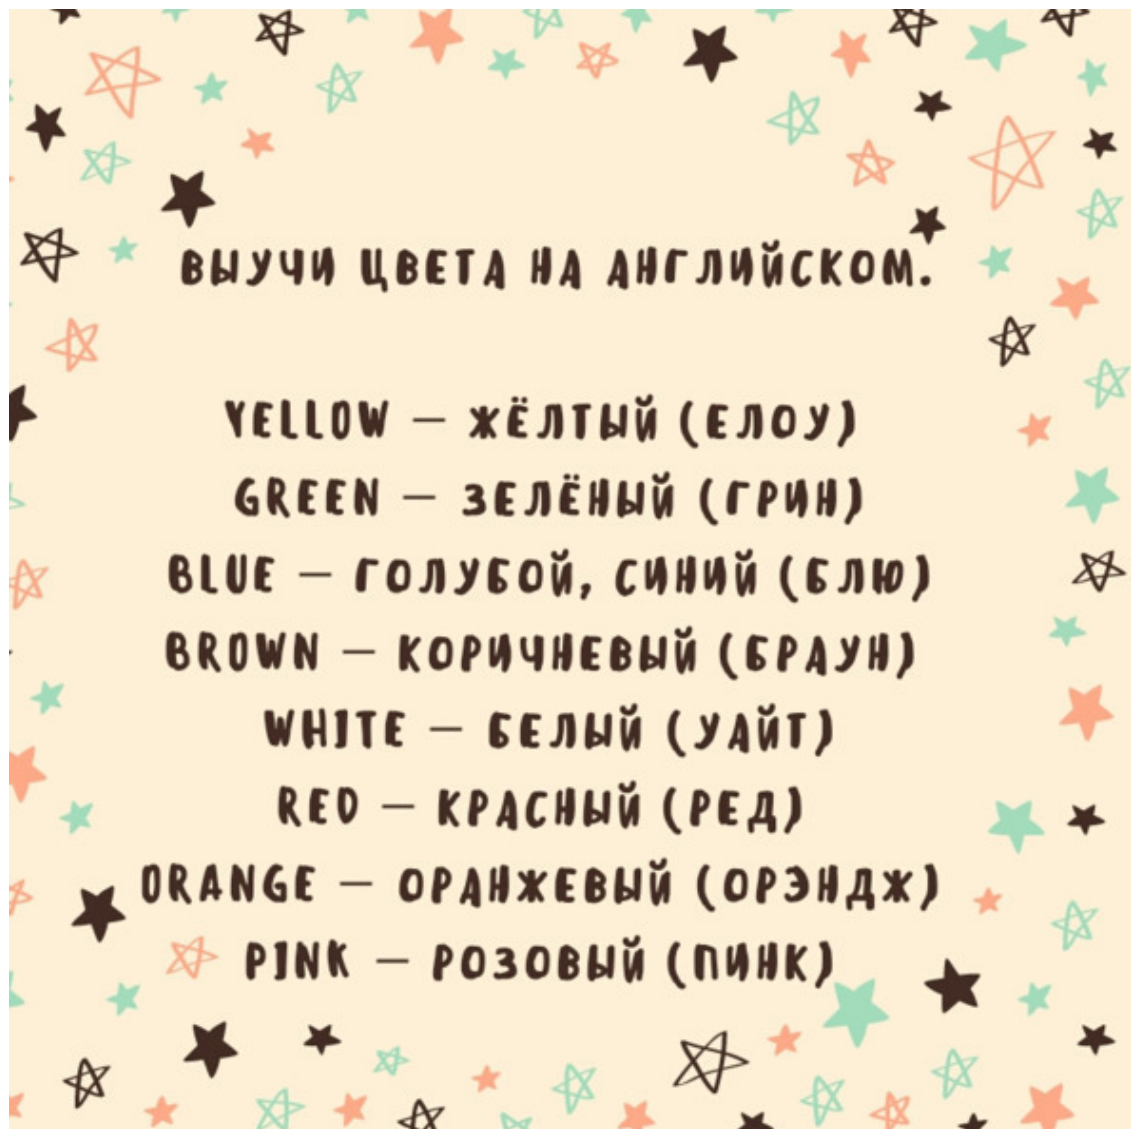 ВЫУЧИ ЦВЕТА НА АНГЛИЙСКОМ.
YELLOW — ЖЁЛТЫЙ (ЕЛОУ)
GREEN — ЗЕЛЁНЫЙ (ГРИН)
BLUE — ГОЛУБОЙ, СИНИЙ (БЛЮ)
BROWN — КОРИЧНЕВЫЙ (БРАУН)
WHITE — БЕЛЫЙ (УАЙТ)
RED — КРАСНЫЙ (РЕД)
ORANGE — ОРАНЖЕВЫЙ (ОРЭНДЖ)
PINK — РОЗОВЫЙ (ПИНК)